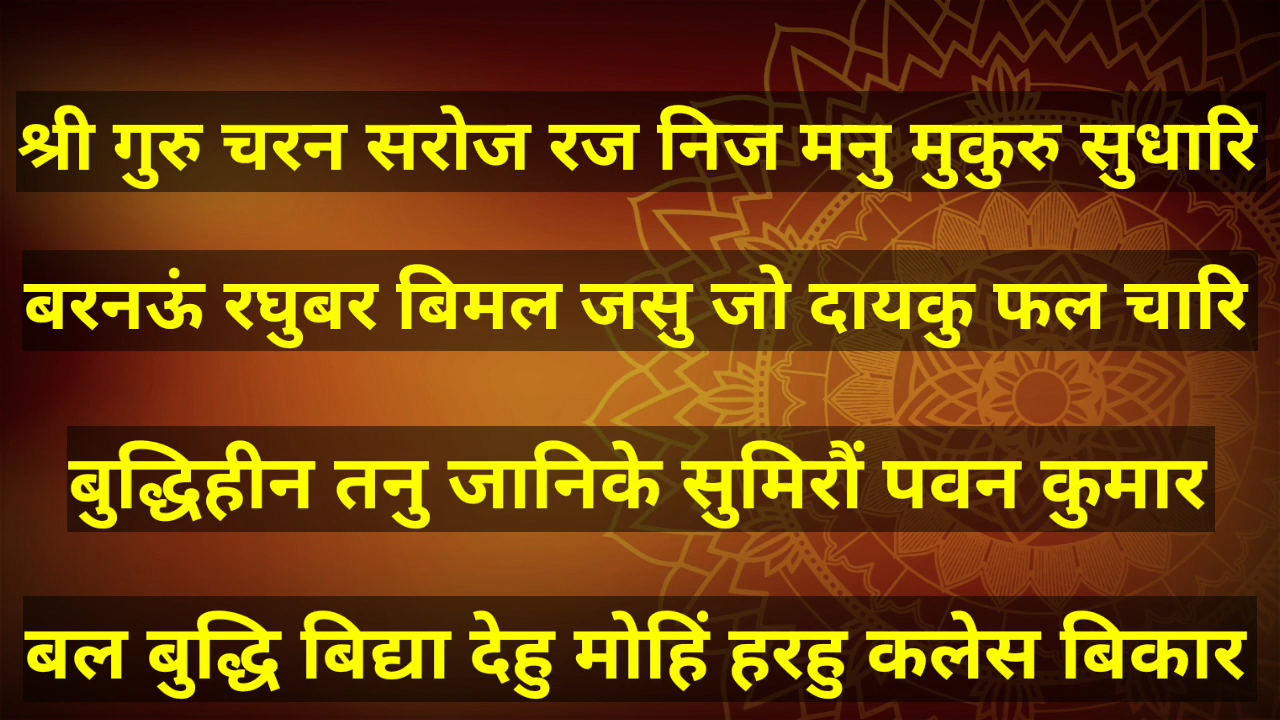 श्री गुरु चरन सरोज रज निज मनु मुकुरु सुधारि
बरनऊं रघुबर बिमल जसु जो दायकु फल चारि
बुद्धिहीन तनु जानिके सुमिरौं पवन कुमार
बल बुद्धि बिद्या देहु मोहिं हरहु कलेस बिकार